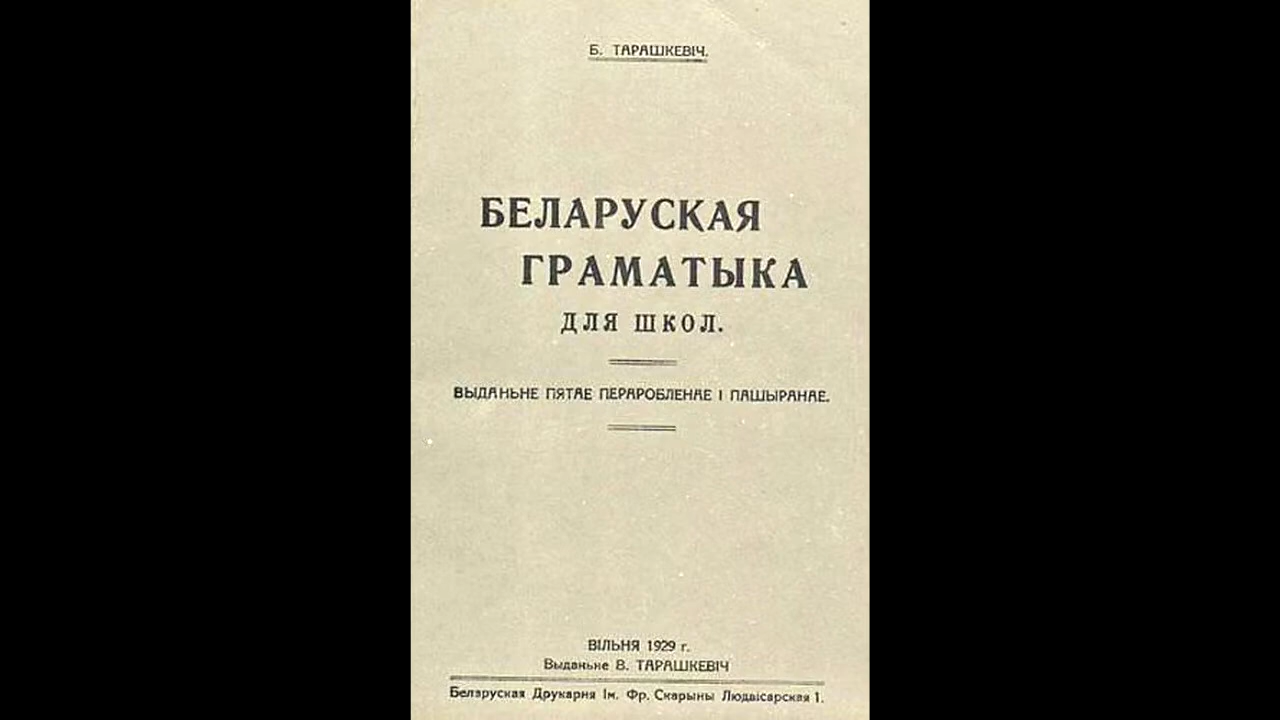 Б. ТАРАШКЕВІЧ.
БЕЛАРУСКАЯ
ГРАМАТЫКА
ДЛЯ ШКОЛ.
ВЫДАНЬНЕ ПЯТАЕ ПЕРАРОБЛЕНАЕ І ПАШЫРАНАЕ.
ВІЛЬНЯ 1929 г.
Выданьне В. ТАРАШКЕВІЧ
Беларуская Друкарня Ім. Фр. Скарыны Людвісарская 1.